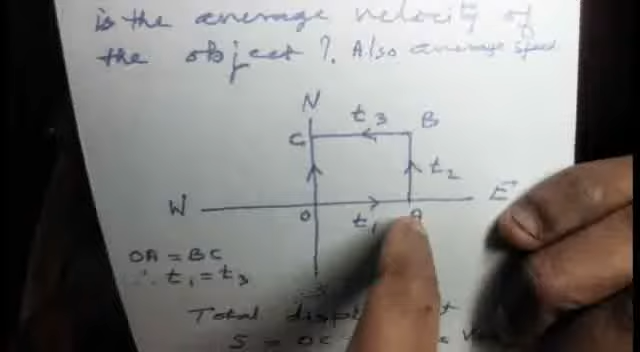 is the average velocity of
the object ?. Also average speed
N
t3
C
B
t2
W
E
O
t1
OA = BC
∴ t1 = t3
Total
S = OC